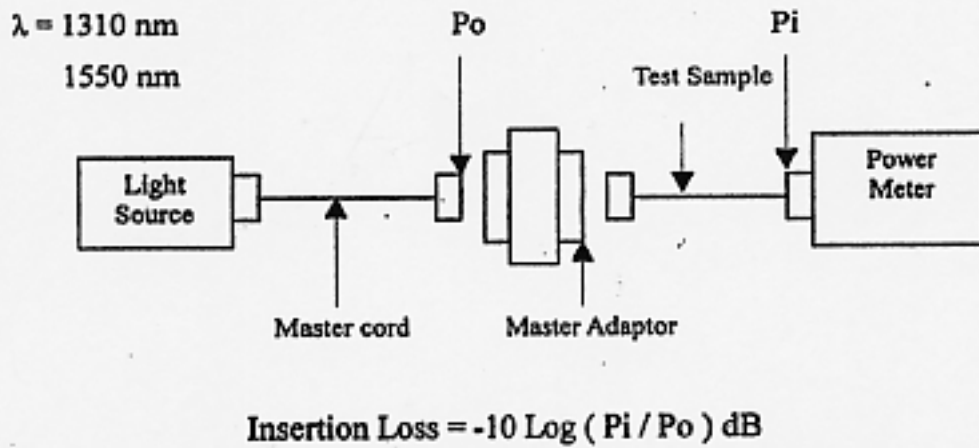 λ = 1310 nm
1550 nm
Po
Pi
Test Sample
Light
Source
Power
Meter
Master cord
Master Adaptor
Insertion Loss = -10 Log ( Pi / Po ) dB